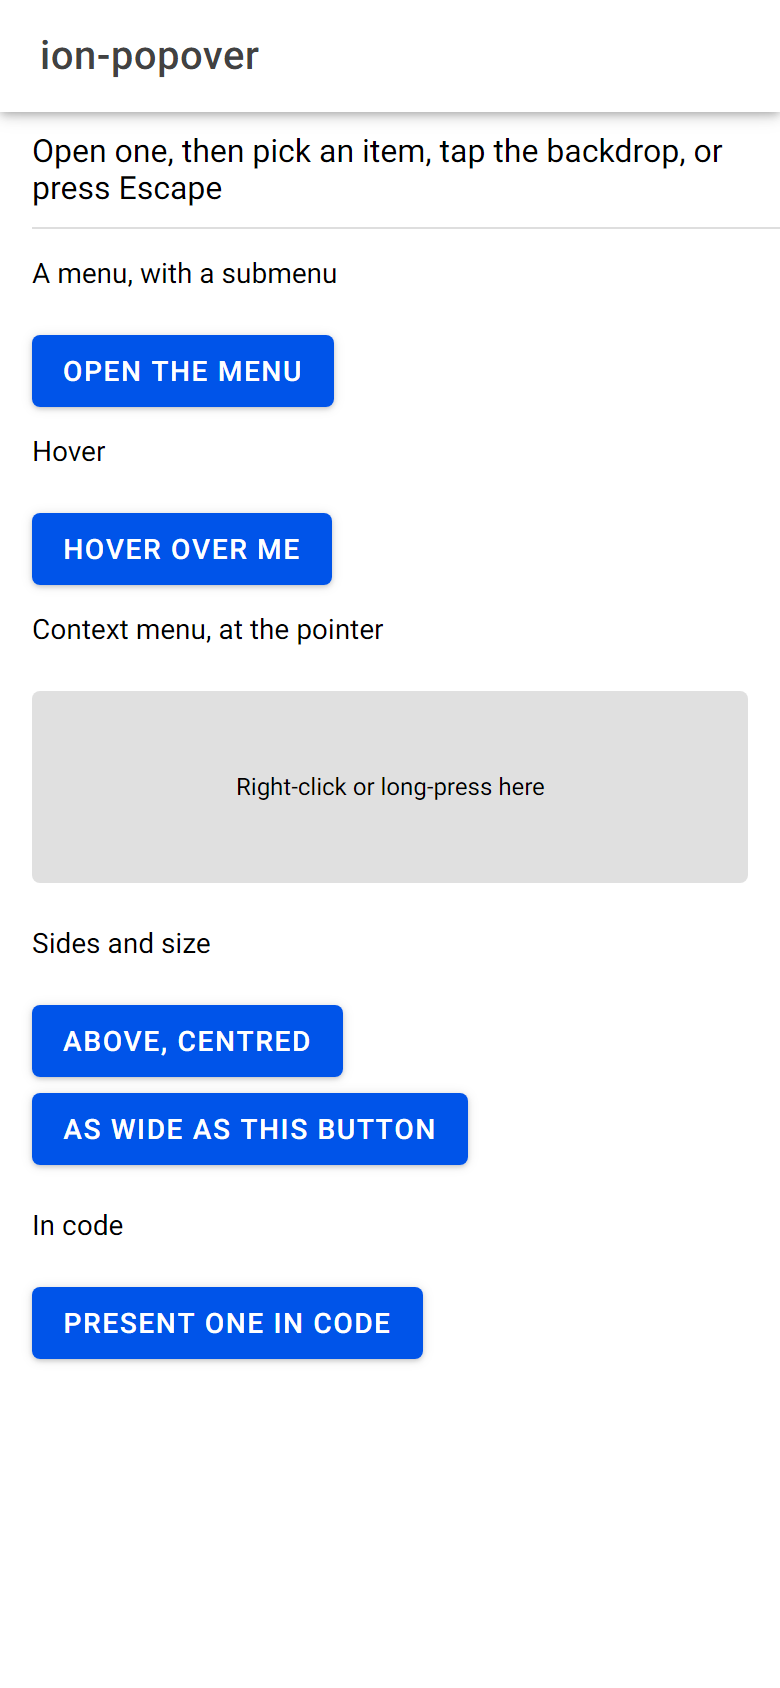 ion-popover
Open one, then pick an item, tap the backdrop, or
press Escape
A menu, with a submenu
OPEN THE MENU
Hover
HOVER OVER ME
Context menu, at the pointer
Right-click or long-press here
Sides and size
ABOVE, CENTRED
AS WIDE AS THIS BUTTON
In code
PRESENT ONE IN CODE